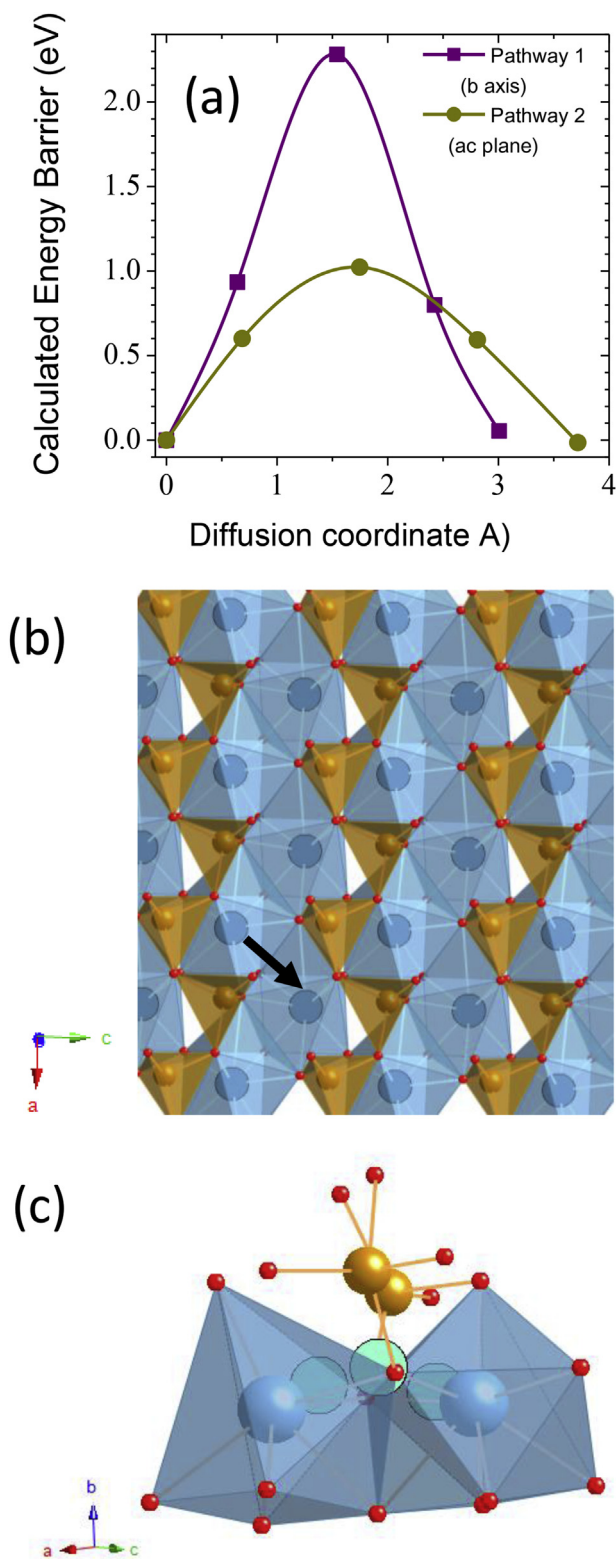 (a)
Pathway 1
(b axis)
Pathway 2
(ac plane)
Calculated Energy Barrier (eV)
2.0
1.5
1.0
0.5
0.0
0 1 2 3 4
Diffusion coordinate A)
(b)
c
a
(c)
b
a c